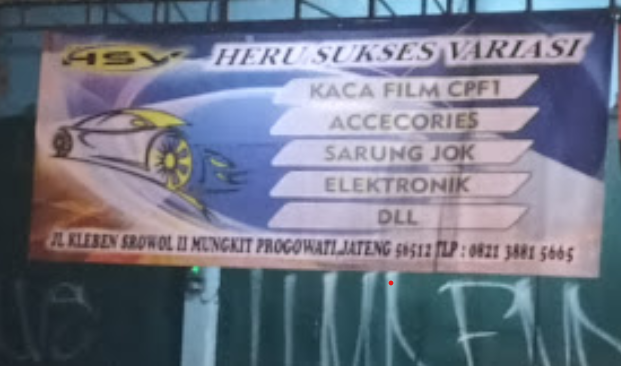 HSV HERU SUKSES VARIASI
KACA FILM CPF1
ACCECORIES
SARUNG JOK
ELEKTRONIK
DLL
JL KLEBEN SROWOL II MUNGKIT PROGOWATI,JATENG 56512 TLP : 0821 3881 5665